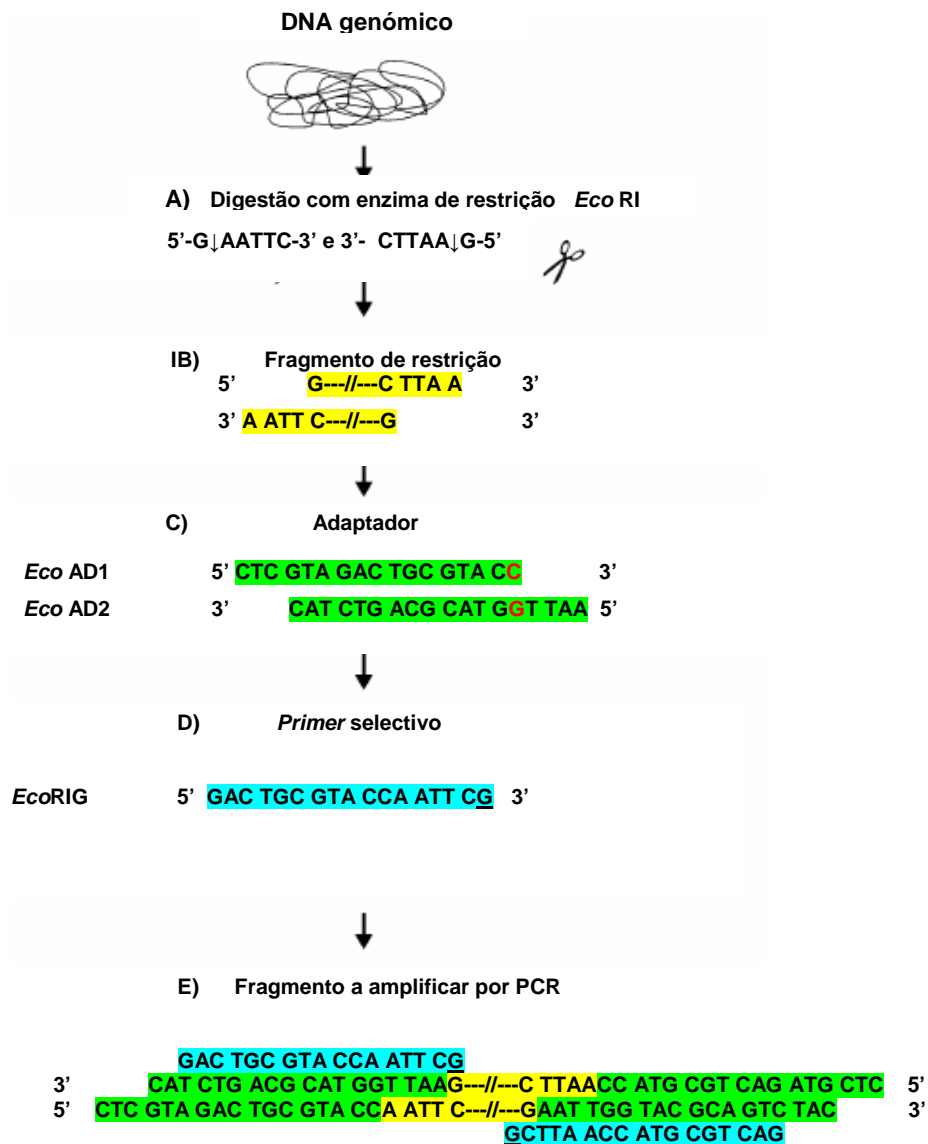 DNA genómico
A) Digestão com enzima de restrição Eco RI
5’-G↓AATTC-3’ e 3’- CTTAA↓G-5’
IB) Fragmento de restrição
5’ G---//---C TTA A 3’
3’ A ATT C---//---G 3’
C) Adaptador
Eco AD1 5’ CTC GTA GAC TGC GTA CC 3’
Eco AD2 3’ CAT CTG ACG CAT GGT TAA 5’
D) Primer selectivo
EcoRIG 5’ GAC TGC GTA CCA ATT CG 3’
E) Fragmento a amplificar por PCR
GAC TGC GTA CCA ATT CG
3’ CAT CTG ACG CAT GGT TAAG---//---C TTAACC ATG CGT CAG ATG CTC 5’
5’ CTC GTA GAC TGC GTA CCA ATT C---//---GAAT TGG TAC GCA GTC TAC 3’
GCTTA ACC ATG CGT CAG